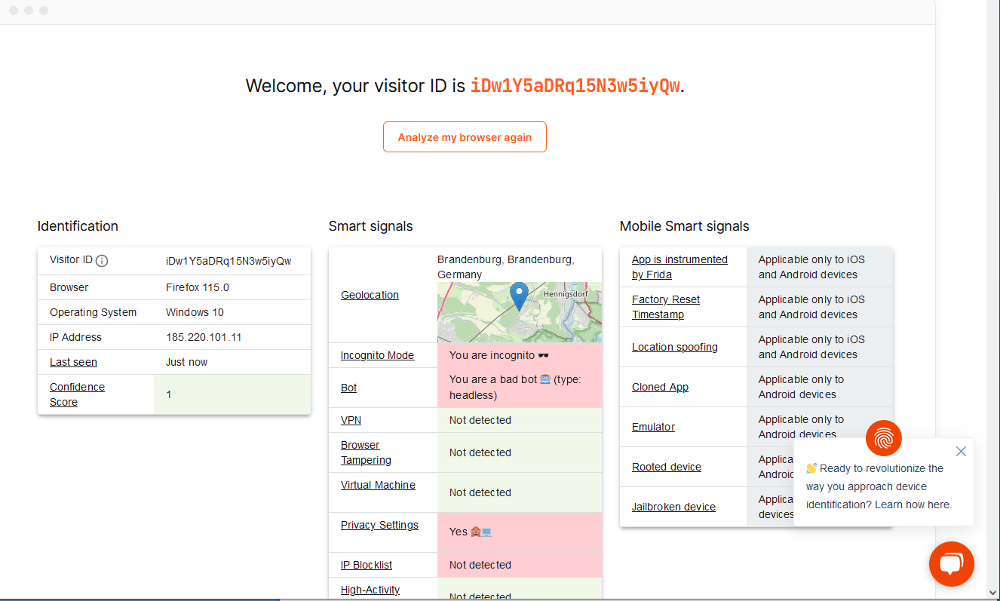 Welcome, your visitor ID is iDw1Y5aDRq15N3w5iyQw.
Analyze my browser again
Identification
Visitor ID
iDw1Y5aDRq15N3w5iyQw
Browser
Firefox 115.0
Operating System
Windows 10
IP Address
185.220.101.11
Last seen
Just now
Confidence
Score
1
Smart signals
Geolocation
Brandenburg, Brandenburg,
Germany
Hennigsdorf
Incognito Mode
You are incognito 🕶️
Bot
You are a bad bot 🤖 (type:
headless)
VPN
Not detected
Browser
Tampering
Not detected
Virtual Machine
Not detected
Privacy Settings
Yes 🙈💻
IP Blocklist
Not detected
High-Activity
Not detected
Mobile Smart signals
App is instrumented
by Frida
Applicable only to iOS
and Android devices
Factory Reset
Timestamp
Applicable only to iOS
and Android devices
Location spoofing
Applicable only to iOS
and Android devices
Cloned App
Applicable only to
Android devices
Emulator
Applicable only to
Android devices
Rooted device
Applica
Androic
Jailbroken device
Applica
devices
👋 Ready to revolutionize the
way you approach device
identification? Learn how here.